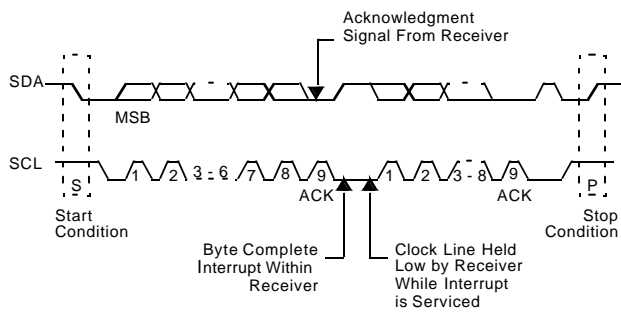 Acknowledgment
Signal From Receiver
SDA
MSB
SCL
S
1
2
3 - 6
7
8
9
1
2
3 - 8
9
P
ACK
ACK
Start
Condition
Stop
Condition
Byte Complete
Interrupt Within
Receiver
Clock Line Held
Low by Receiver
While Interrupt
is Serviced